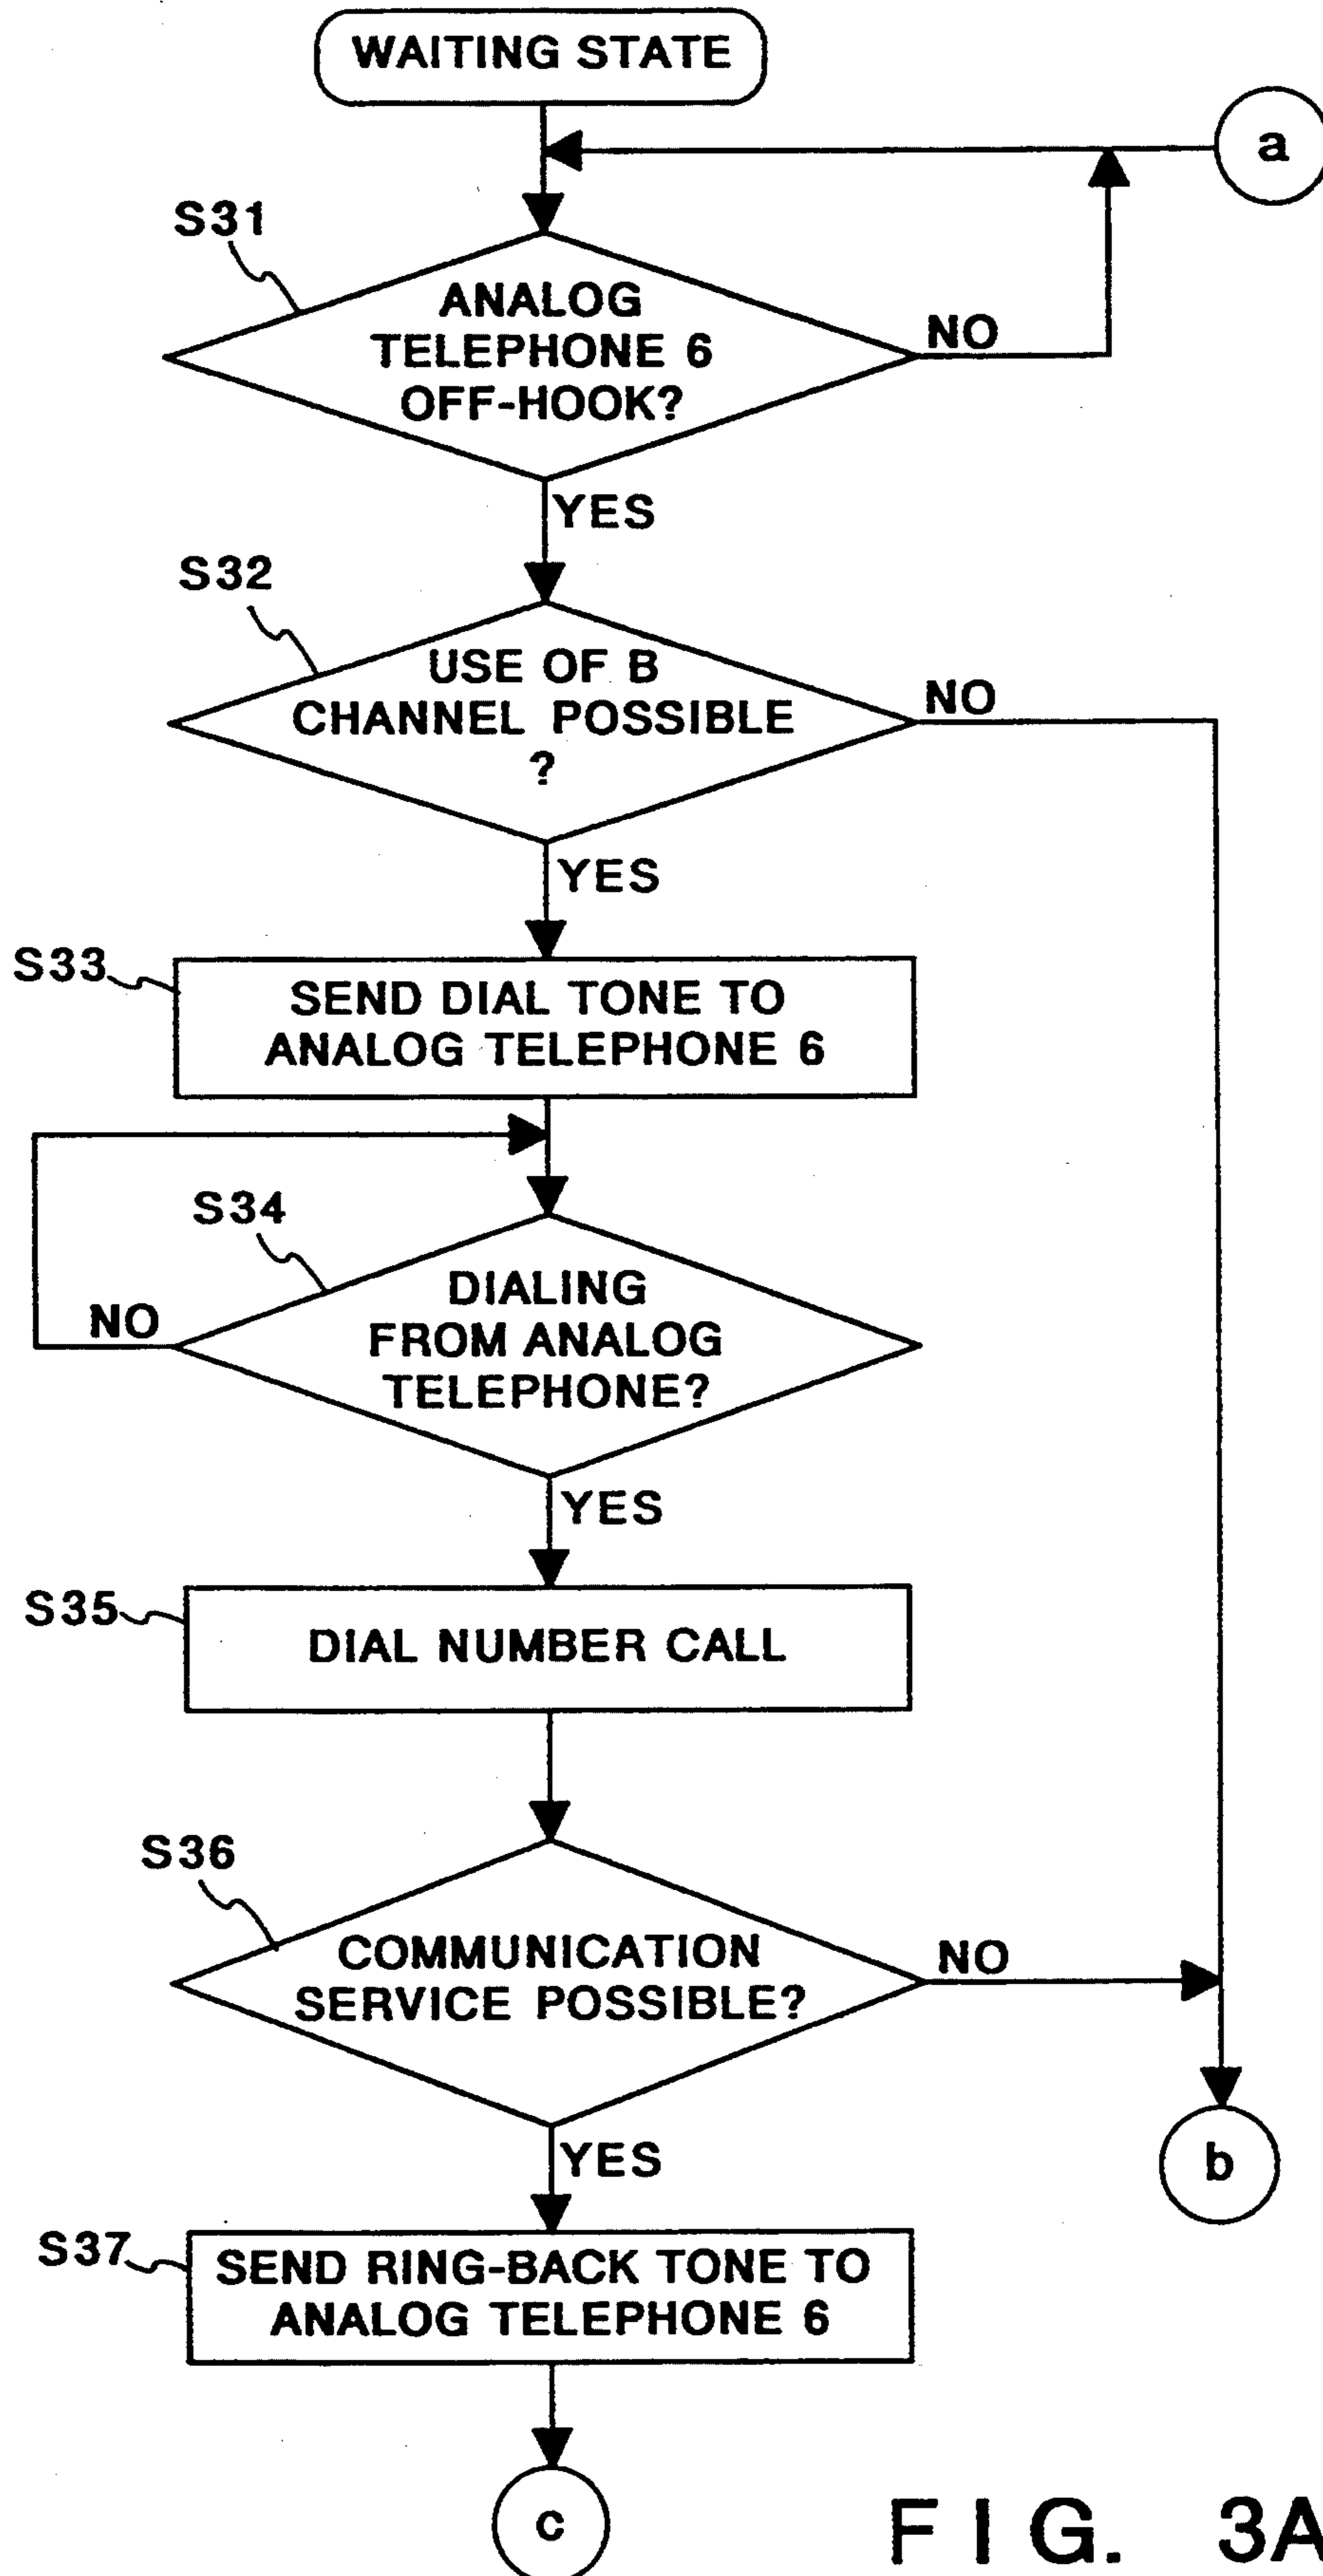 WAITING STATE
a
S31
ANALOG
TELEPHONE 6
OFF-HOOK?
NO
YES
S32
USE OF B
CHANNEL POSSIBLE
?
NO
YES
S33
SEND DIAL TONE TO
ANALOG TELEPHONE 6
S34
DIALING
FROM ANALOG
TELEPHONE?
NO
YES
S35
DIAL NUMBER CALL
S36
COMMUNICATION
SERVICE POSSIBLE?
NO
YES
b
S37
SEND RING-BACK TONE TO
ANALOG TELEPHONE 6
c
FIG. 3A